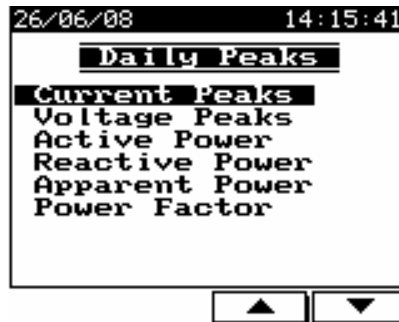 26/06/08 14:15:41
Daily Peaks
Current Peaks
Voltage Peaks
Active Power
Reactive Power
Apparent Power
Power Factor